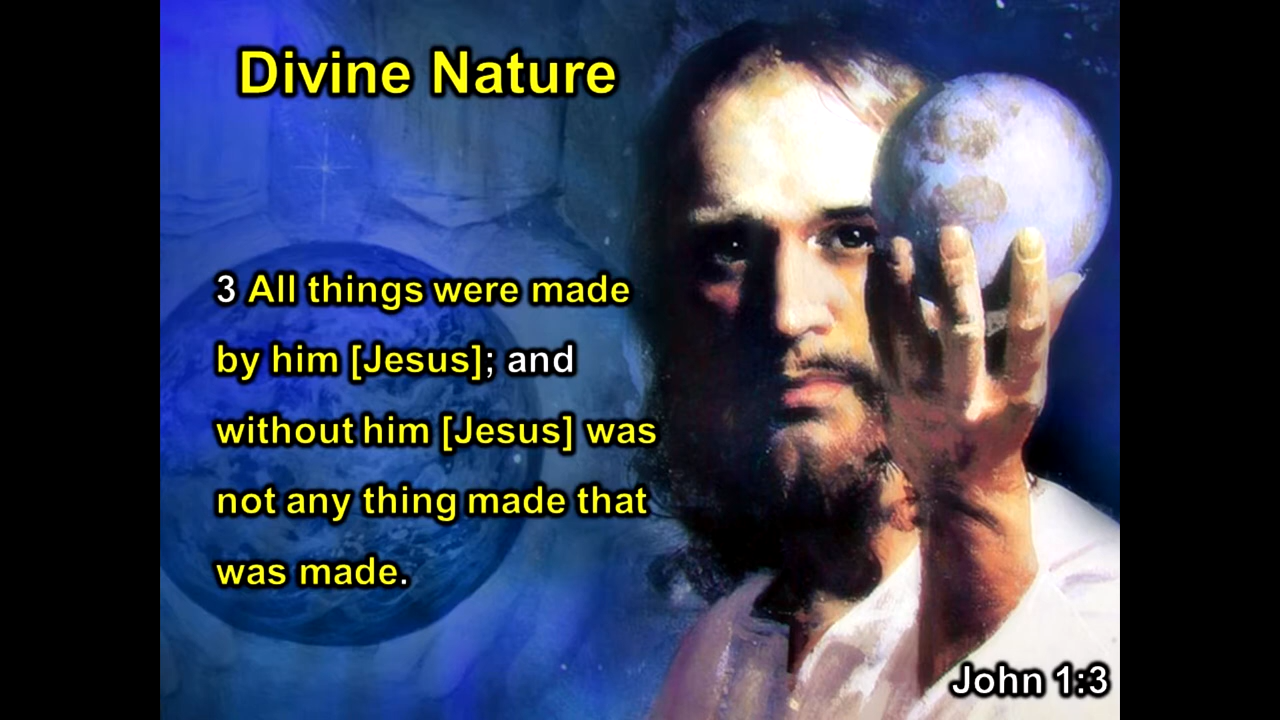 Divine Nature
3 All things were made
by him [Jesus]; and
without him [Jesus] was
not any thing made that
was made.
John 1:3